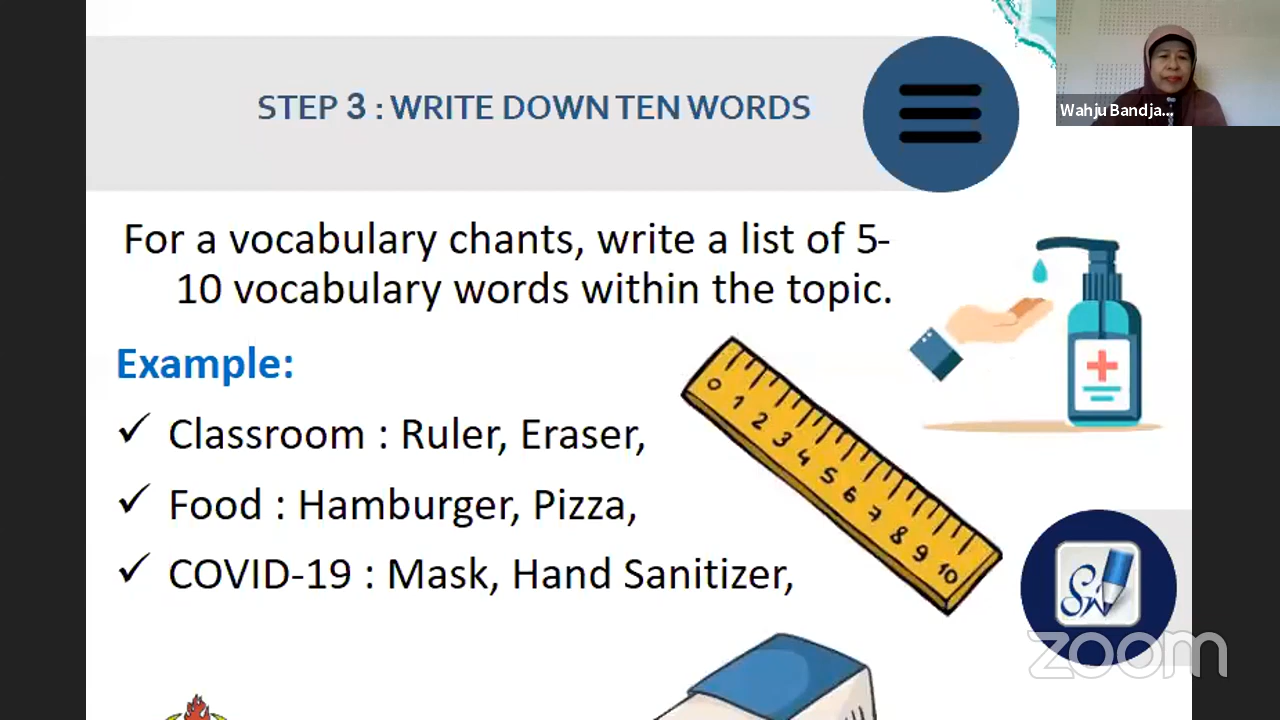 STEP 3 : WRITE DOWN TEN WORDS
Wahju Bandja...
For a vocabulary chants, write a list of 5-
10 vocabulary words within the topic.
Example:
✓ Classroom : Ruler, Eraser,
✓ Food : Hamburger, Pizza,
✓ COVID-19 : Mask, Hand Sanitizer,
0 1 2 3 4 5 6 7 8 9 10
SW
zoom